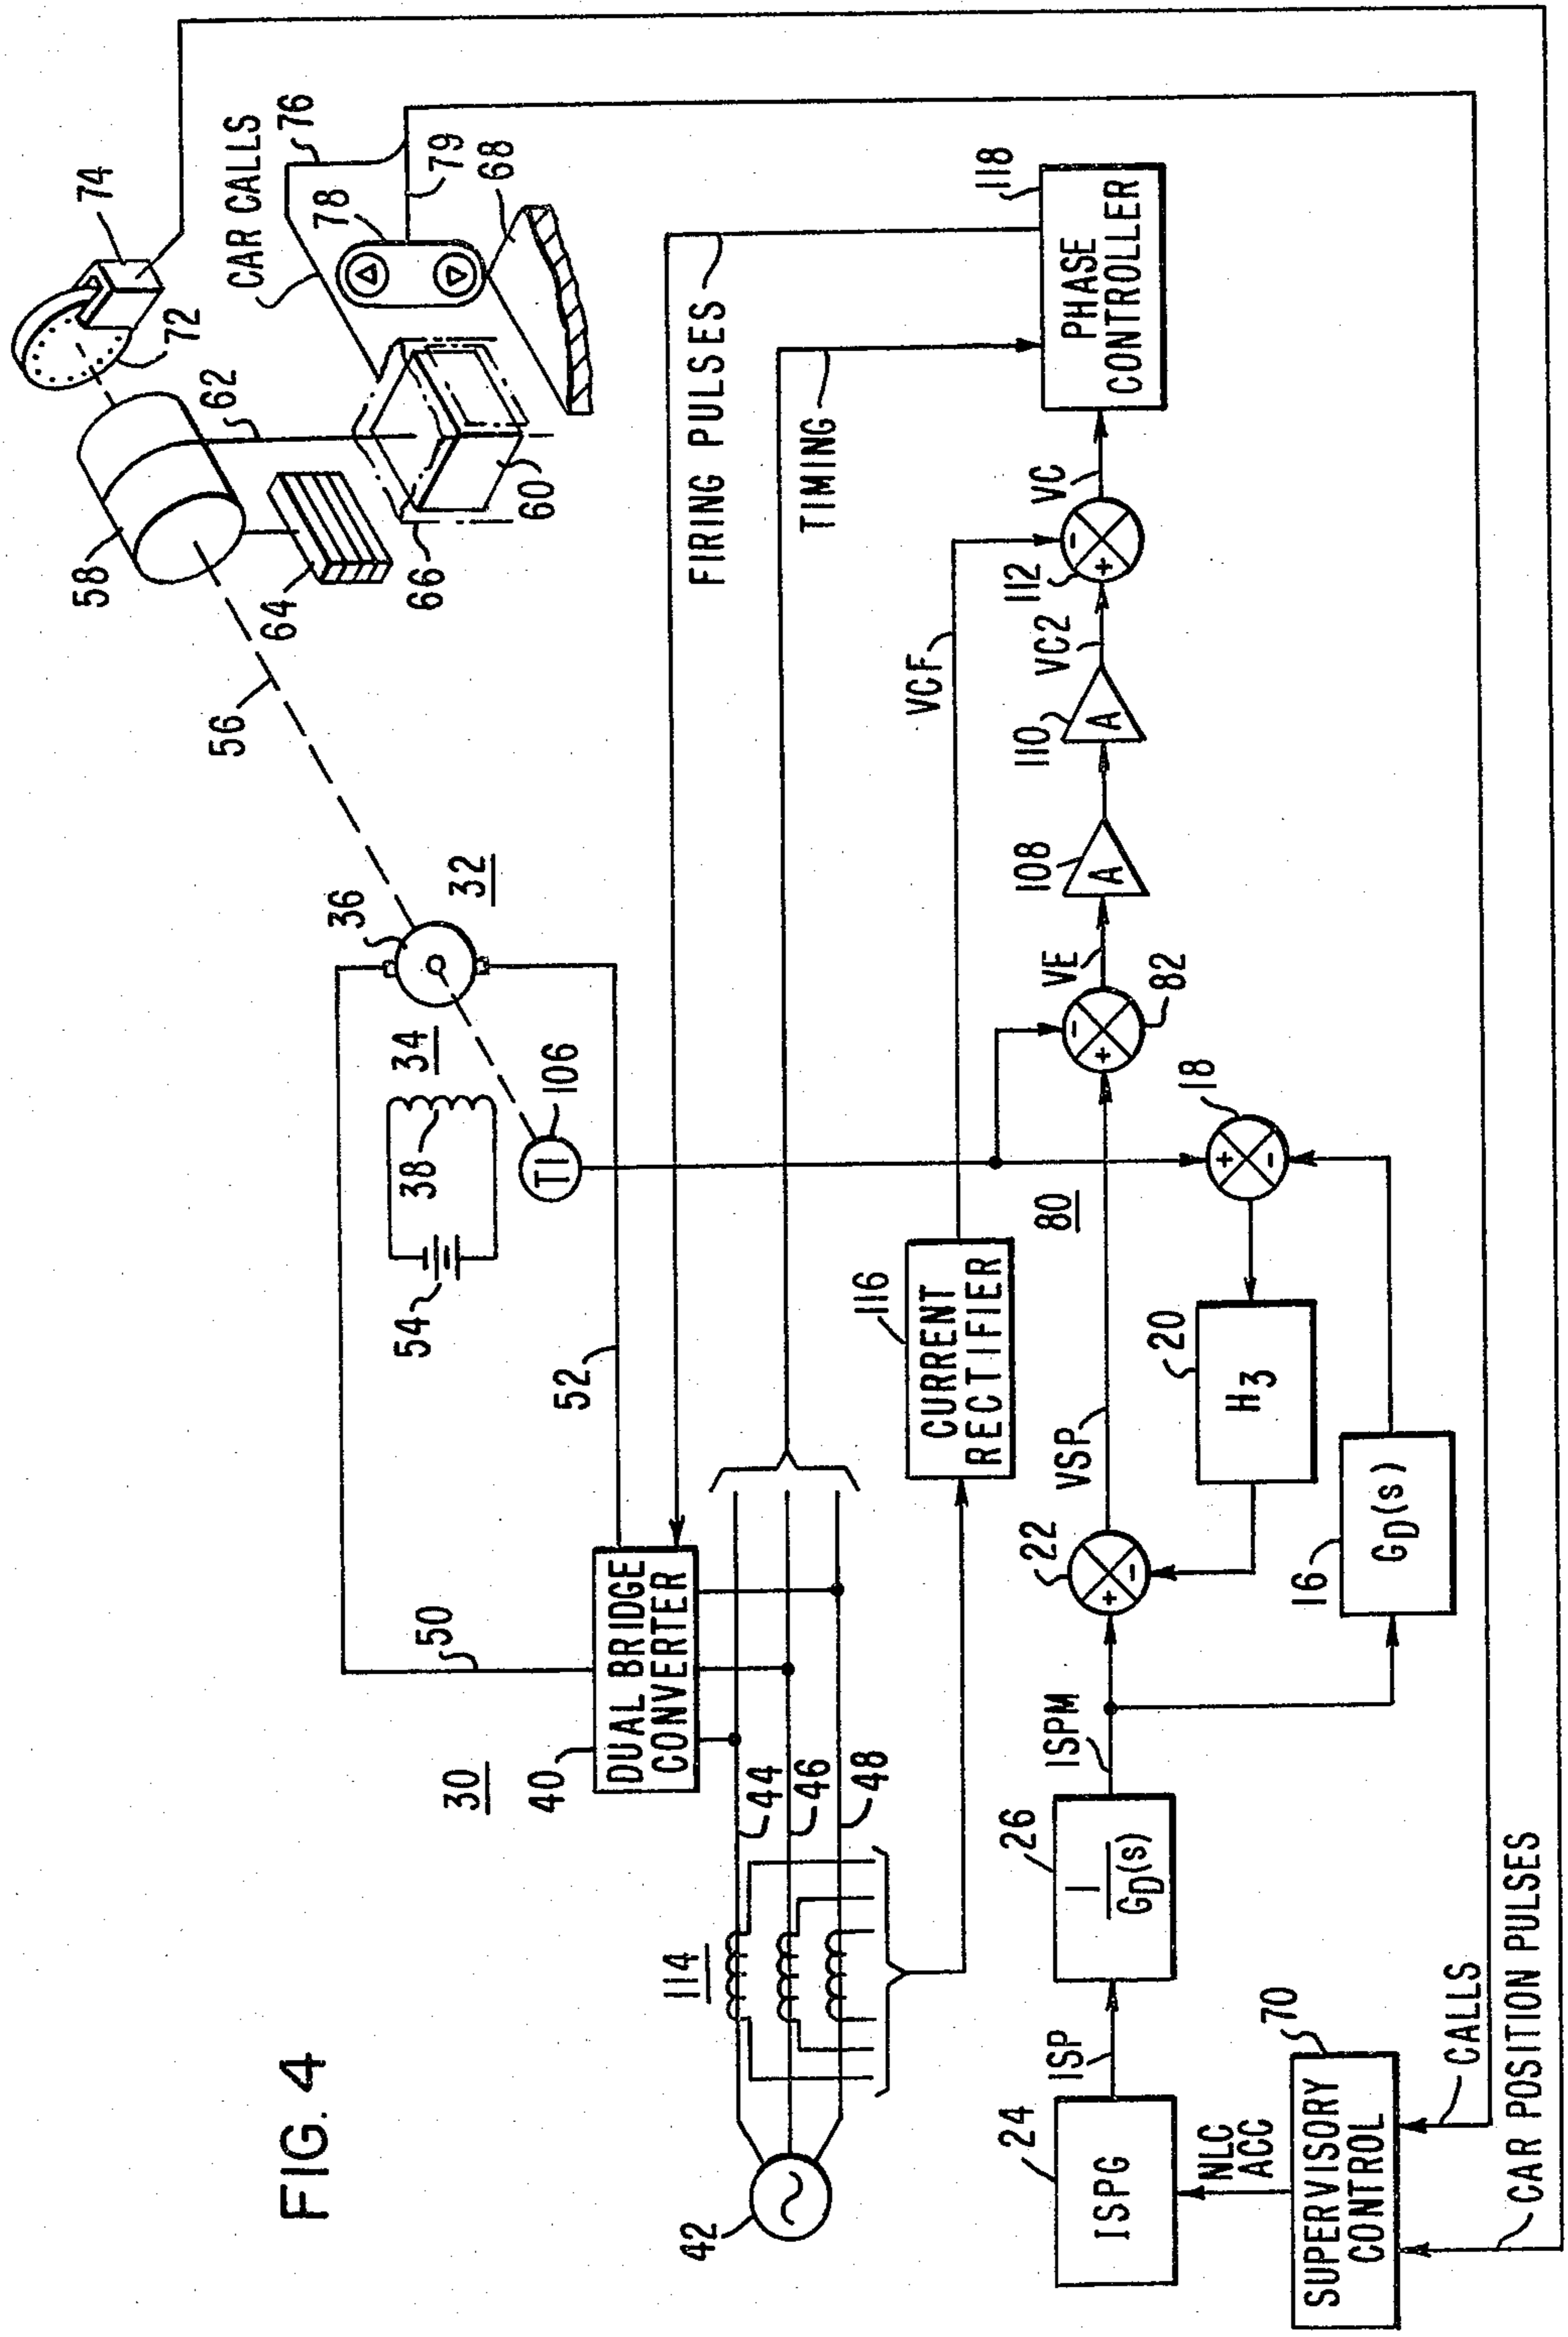 FIG. 4
30
40
DUAL BRIDGE
CONVERTER
50
52
54
38
34
36
32
T1
106
56
58
62
64
66
60
72
74
CAR CALLS
76
78
79
68
42
114
44
46
48
FIRING PULSES
TIMING
116
CURRENT
RECTIFIER
VCF
80
24
ISPG
ISP
26
1
GD(s)
ISPM
22
+
-
VSP
+
-
82
VE
108
A
110
A
VC2
112
+
-
VC
118
PHASE
CONTROLLER
18
+
-
20
H3
16
GD(s)
NLC
ACC
70
SUPERVISORY
CONTROL
CALLS
CAR POSITION PULSES